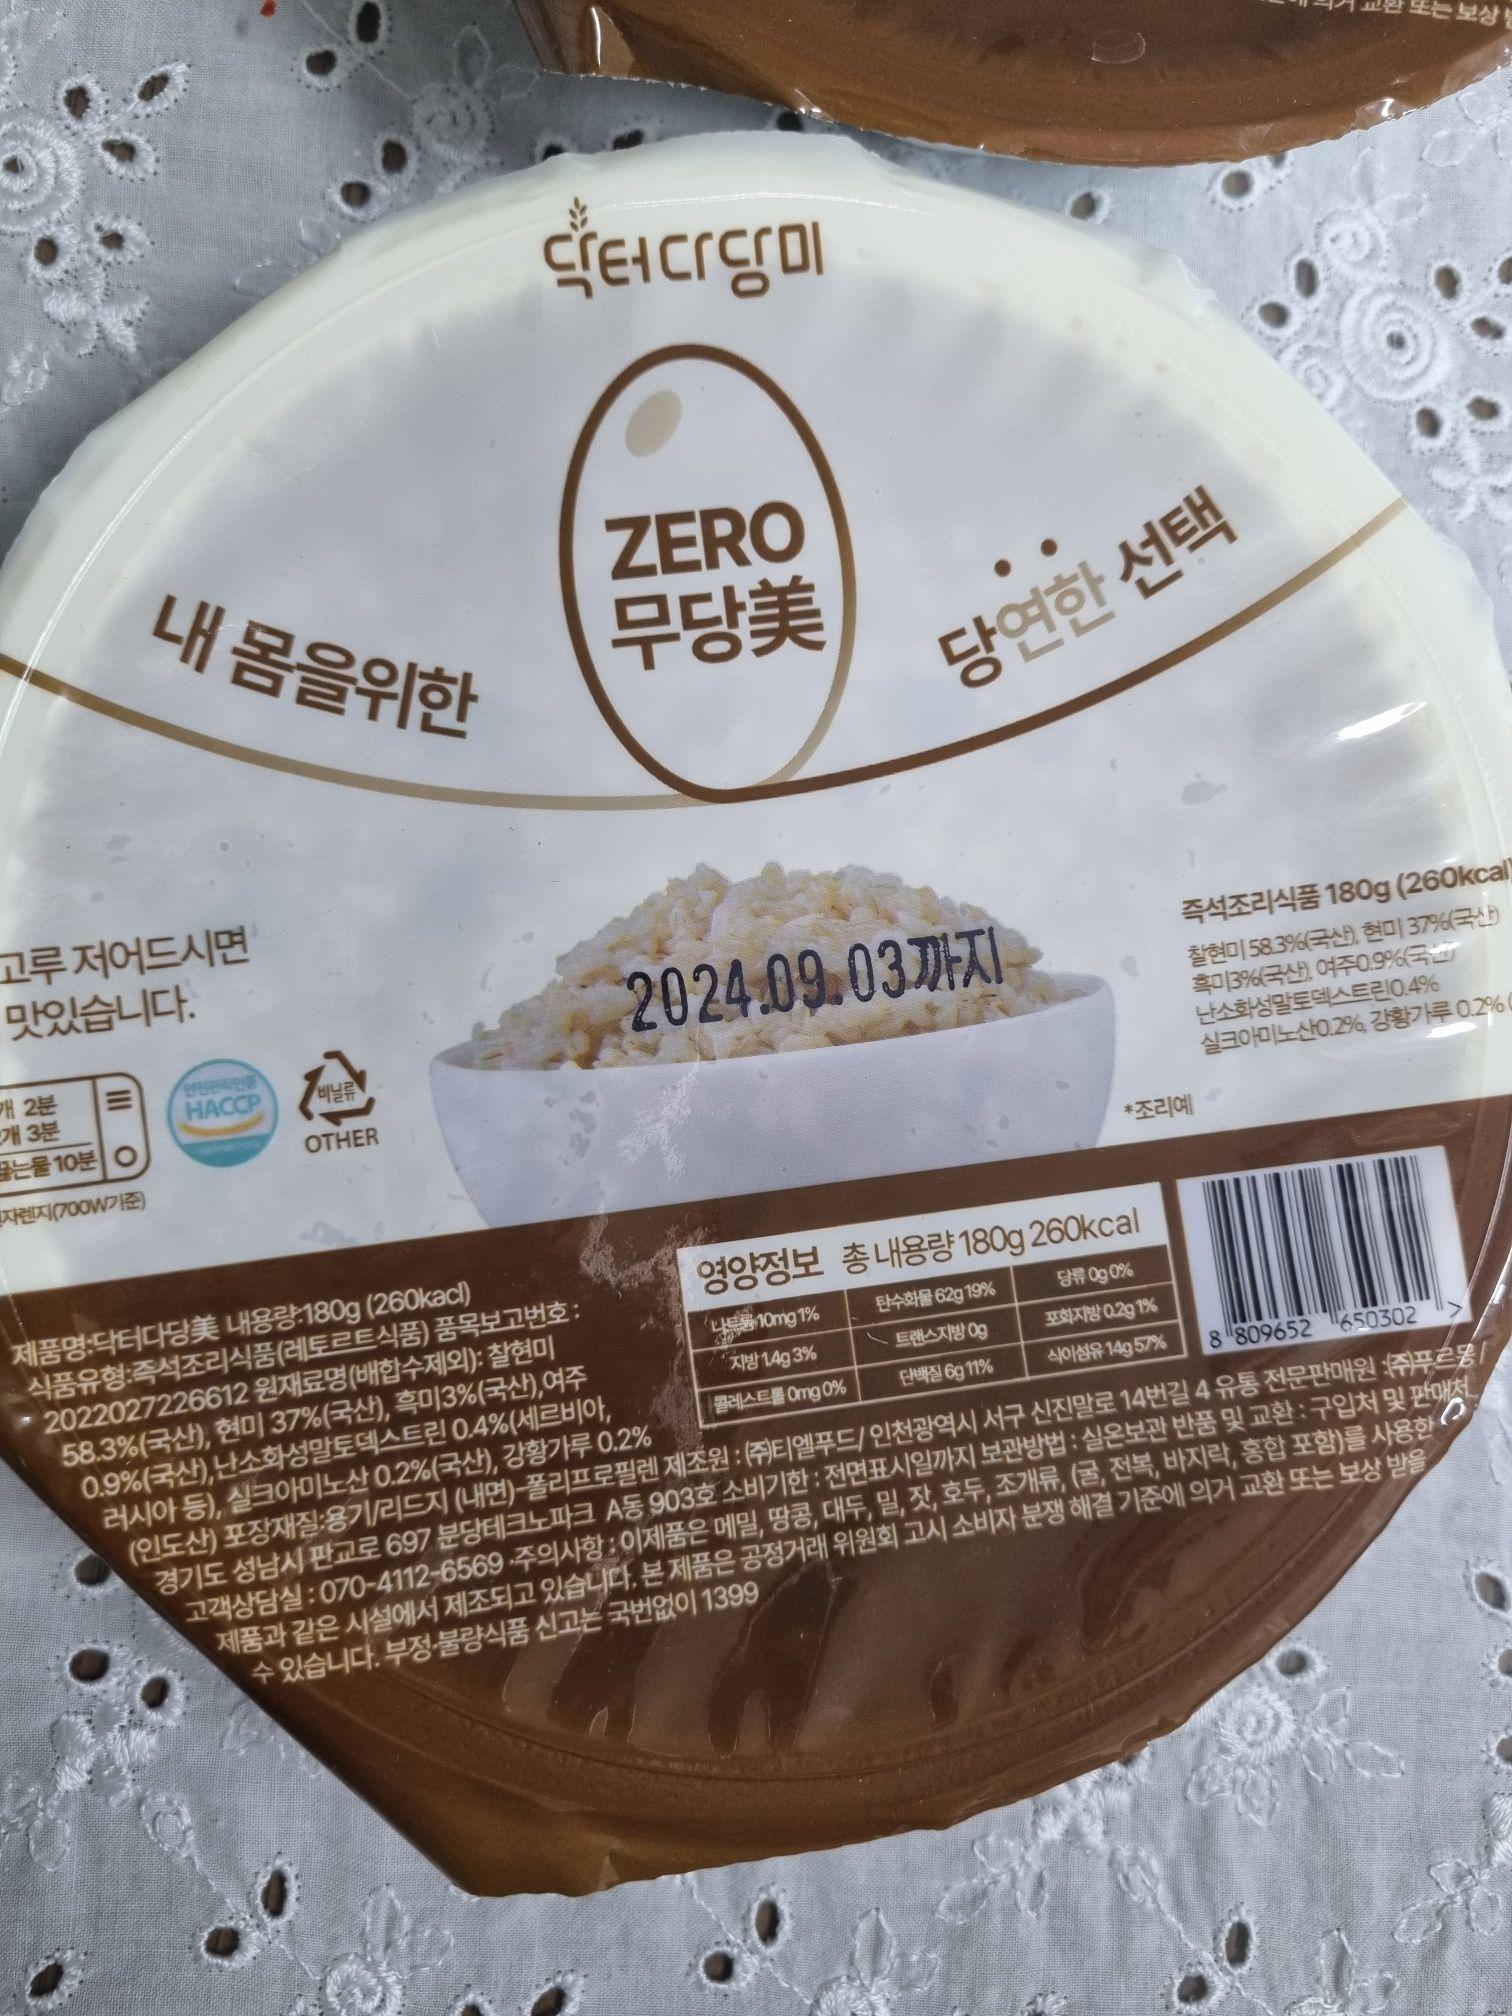 의거 교환 또는 보상
닥터다당미
ZERO
무당美
내 몸을위한
당연한 선택
고루 저어드시면
맛있습니다.
2024.09.03까지
즉석조리식품 180g (260kcal)
찰현미 58.3%(국산), 현미 37%(국산)
흑미3%(국산), 여주0.9%(국산)
난소화성말토덱스트린0.4%
실크아미노산0.2%, 강황가루 0.2%
*조리예
개 2분
개 3분
끓는물 10분
자렌지(700W기준)
안전관리인증
HACCP
비닐류
OTHER
영양정보 총 내용량 180g 260kcal
나트륨 10mg 1% 탄수화물 62g 19% 당류 0g 0%
지방 1.4g 3% 트랜스지방 0g 포화지방 0.2g 1%
콜레스트롤 0mg 0% 단백질 6g 11% 식이섬유 14g 57%
8 809652 650302 >
제품명:닥터다당美 내용량:180g (260kacl)
식품유형:즉석조리식품(레토르트식품) 품목보고번호 :
2022027226612 원재료명(배합수제외): 찰현미
58.3%(국산), 현미 37%(국산), 흑미3%(국산),여주
0.9%(국산),난소화성말토덱스트린 0.4%(세르비아,
러시아 등), 실크아미노산 0.2%(국산), 강황가루 0.2%
(인도산) 포장재질:용기/리드지 (내면)-폴리프로필렌 제조원 : (주)티엘푸드/ 인천광역시 서구 신진말로 14번길 4 유통 전문판매원 :(주)푸르몽 /
경기도 성남시 판교로 697 분당테크노파크 A동 903호 소비기한 : 전면표시일까지 보관방법 : 실온보관 반품 및 교환 : 구입처 및 판매처
고객상담실 : 070-4112-6569 ·주의사항 : 이제품은 메밀, 땅콩, 대두, 밀, 잣, 호두, 조개류, (굴, 전복, 바지락, 홍합 포함)를 사용한
제품과 같은 시설에서 제조되고 있습니다. 본 제품은 공정거래 위원회 고시 소비자 분쟁 해결 기준에 의거 교환 또는 보상 받을
수 있습니다. 부정·불량식품 신고는 국번없이 1399